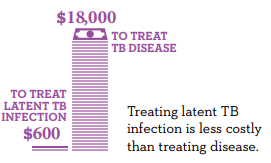 $18,000
TO TREAT
TB DISEASE
TO TREAT
LATENT TB
INFECTION
$600
Treating latent TB
infection is less costly
than treating disease.